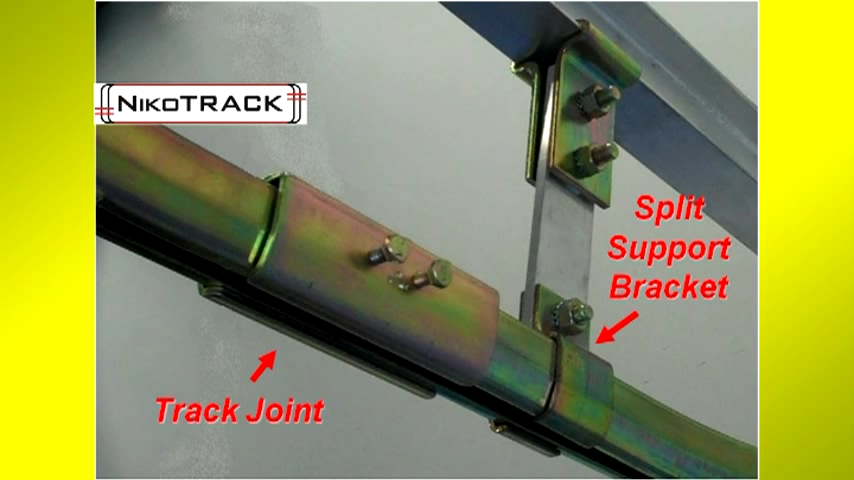 NIKOTRACK
Split
Support
Bracket
Track Joint